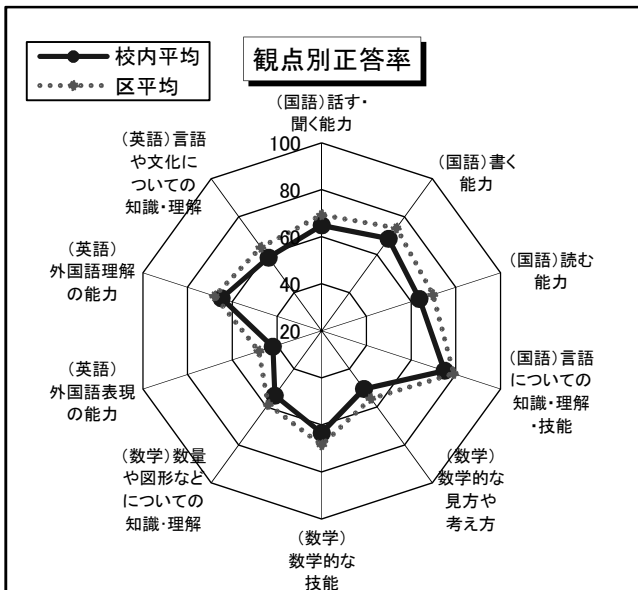 校内平均
区平均
観点別正答率
(国語)話す・
聞く能力
(国語)書く
能力
(国語)読む
能力
(国語)言語
についての
知識・理解
・技能
(数学)
数学的な
見方や
考え方
(数学)
数学的な
技能
(数学)数量
や図形など
についての
知識・理解
(英語)
外国語表現
の能力
(英語)
外国語理解
の能力
(英語)言語
や文化に
ついての
知識・理解
100
80
60
40
20